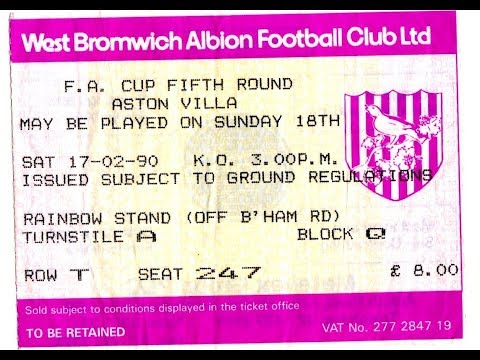 West Bromwich Albion Football Club Ltd
F.A. CUP FIFTH ROUND
ASTON VILLA
MAY BE PLAYED ON SUNDAY 18TH
SAT 17-02-90 K.O. 3.00P.M.
ISSUED SUBJECT TO GROUND REGULATIONS
RAINBOW STAND (OFF B'HAM RD)
TURNSTILE A BLOCK Q
ROW T SEAT 247 £ 8.00
Sold subject to conditions displayed in the ticket office
TO BE RETAINED VAT No. 277 2847 19